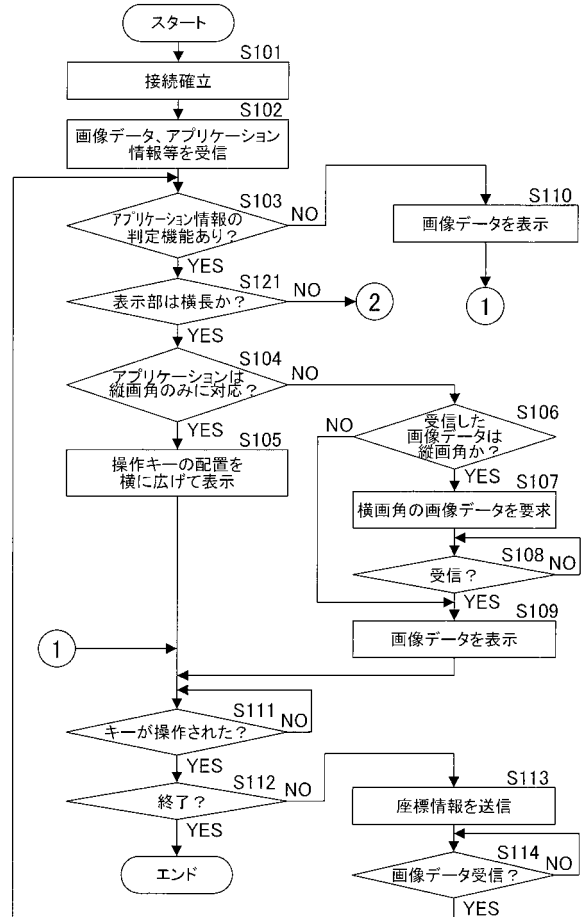 スタート
S101
接続確立
S102
画像データ、アプリケーション
情報等を受信
S103
アプリケーション情報の
判定機能あり？
NO
YES
S110
画像データを表示
1
S121
表示部は横長か？
NO
2
YES
S104
アプリケーションは
縦画角のみに対応？
NO
YES
S105
操作キーの配置を
横に広げて表示
S106
受信した
画像データは
縦画角か？
NO
YES
S107
横画角の画像データを要求
S108
受信？
NO
YES
S109
画像データを表示
1
S111
キーが操作された？
NO
YES
S112
終了？
NO
YES
エンド
S113
座標情報を送信
S114
画像データ受信？
NO
YES